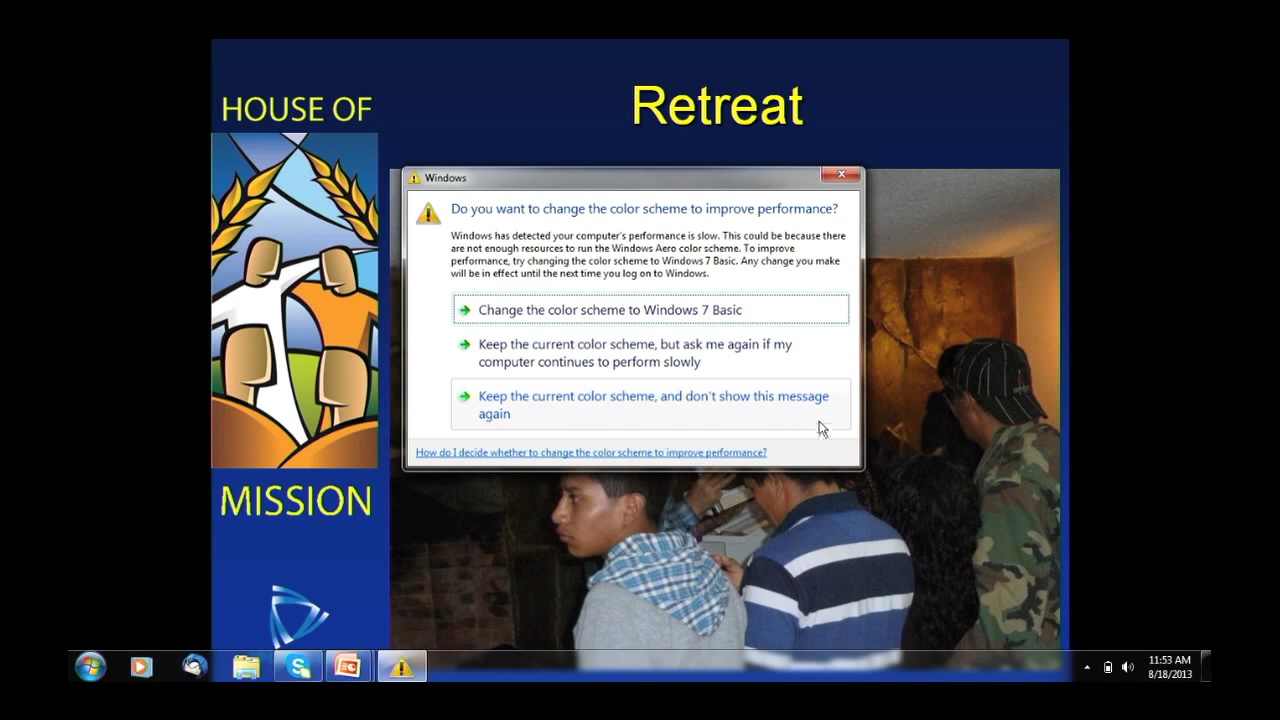 HOUSE OF
MISSION
Retreat
Windows
Do you want to change the color scheme to improve performance?
Windows has detected your computer's performance is slow. This could be because there
are not enough resources to run the Windows Aero color scheme. To improve
performance, try changing the color scheme to Windows 7 Basic. Any change you make
will be in effect until the next time you log on to Windows.
Change the color scheme to Windows 7 Basic
Keep the current color scheme, but ask me again if my
computer continues to perform slowly
Keep the current color scheme, and don't show this message
again
How do I decide whether to change the color scheme to improve performance?
11:53 AM
8/18/2013